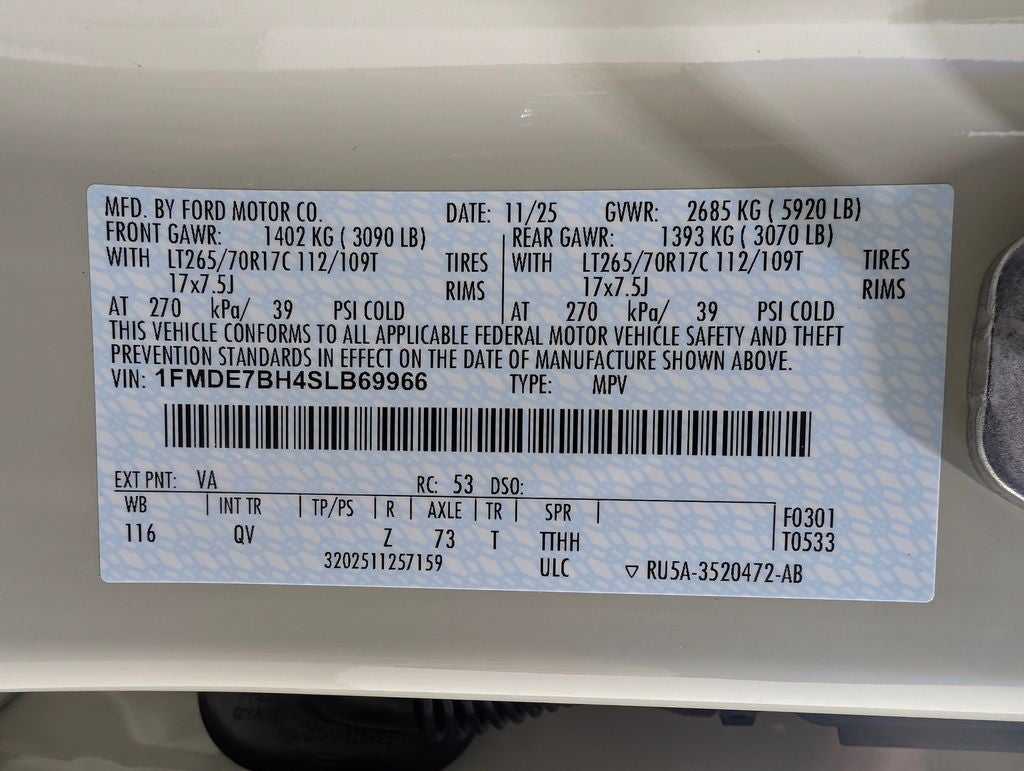 MFD. BY FORD MOTOR CO. DATE: 11/25 GVWR: 2685 KG ( 5920 LB)
FRONT GAWR: 1402 KG ( 3090 LB) REAR GAWR: 1393 KG ( 3070 LB)
WITH LT265/70R17C 112/109T TIRES WITH LT265/70R17C 112/109T TIRES
17x7.5J RIMS 17x7.5J RIMS
AT 270 kPa/ 39 PSI COLD AT 270 kPa/ 39 PSI COLD
THIS VEHICLE CONFORMS TO ALL APPLICABLE FEDERAL MOTOR VEHICLE SAFETY AND THEFT
PREVENTION STANDARDS IN EFFECT ON THE DATE OF MANUFACTURE SHOWN ABOVE.
VIN: 1FMDE7BH4SLB69966 TYPE: MPV
EXT PNT: VA RC: 53 DSO:
WB | INT TR | TP/PS | R | AXLE | TR | SPR | F0301
116 QV Z 73 T TTHH T0533
3202511257159 ULC ▽ RU5A-3520472-AB